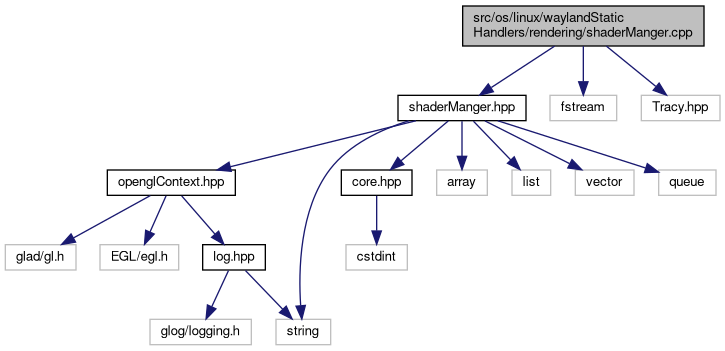 src/os/linux/waylandStatic
Handlers/rendering/shaderManger.cpp
shaderManger.hpp
fstream
Tracy.hpp
openglContext.hpp
core.hpp
array
list
vector
queue
glad/gl.h
EGL/egl.h
log.hpp
cstdint
glog/logging.h
string